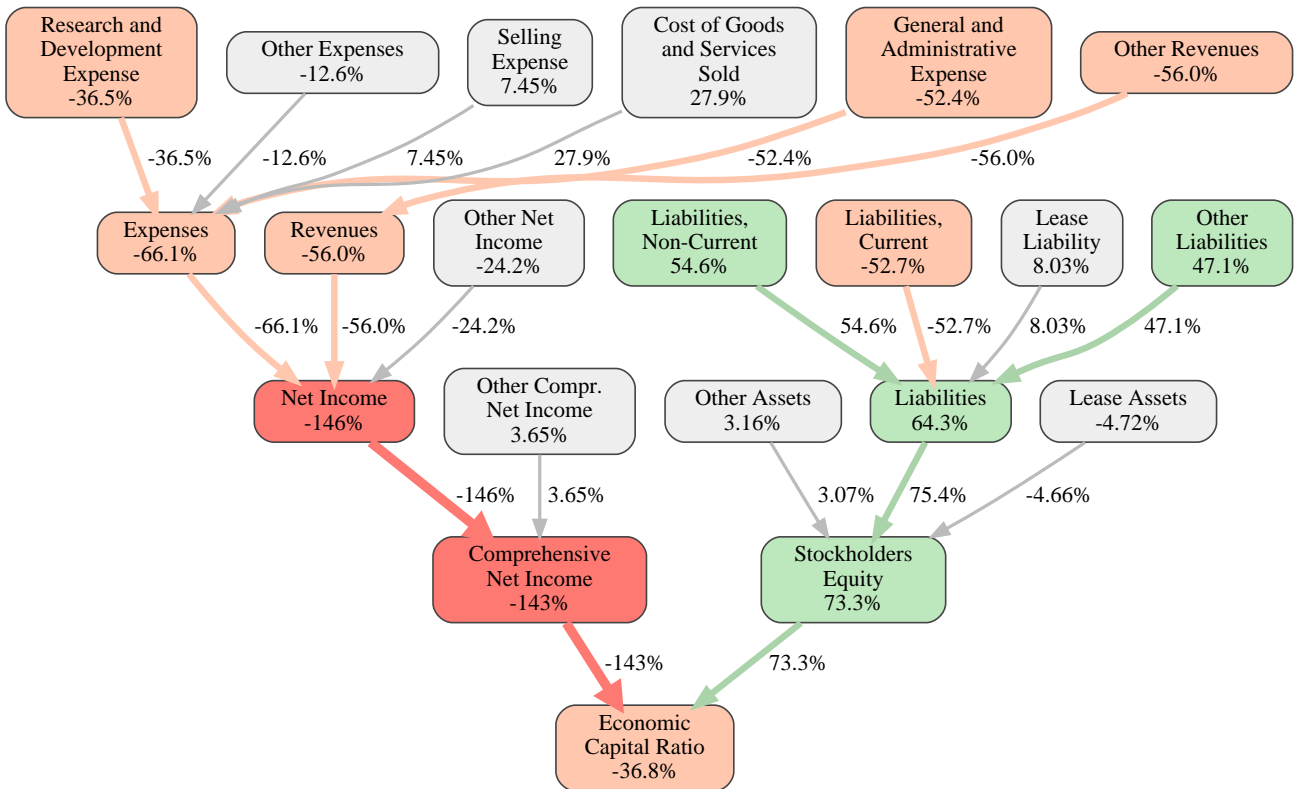 Research and
Development
Expense
-36.5%
Other Expenses
-12.6%
Selling
Expense
7.45%
Cost of Goods
and Services
Sold
27.9%
General and
Administrative
Expense
-52.4%
Other Revenues
-56.0%
-36.5%
-12.6%
7.45%
27.9%
-52.4%
-56.0%
Expenses
-66.1%
Revenues
-56.0%
Other Net
Income
-24.2%
Liabilities,
Non-Current
54.6%
Liabilities,
Current
-52.7%
Lease
Liability
8.03%
Other
Liabilities
47.1%
-66.1%
-56.0%
-24.2%
54.6%
-52.7%
8.03%
47.1%
Net Income
-146%
Other Compr.
Net Income
3.65%
Other Assets
3.16%
Liabilities
64.3%
Lease Assets
-4.72%
-146%
3.65%
3.07%
75.4%
-4.66%
Comprehensive
Net Income
-143%
Stockholders
Equity
73.3%
-143%
73.3%
Economic
Capital Ratio
-36.8%